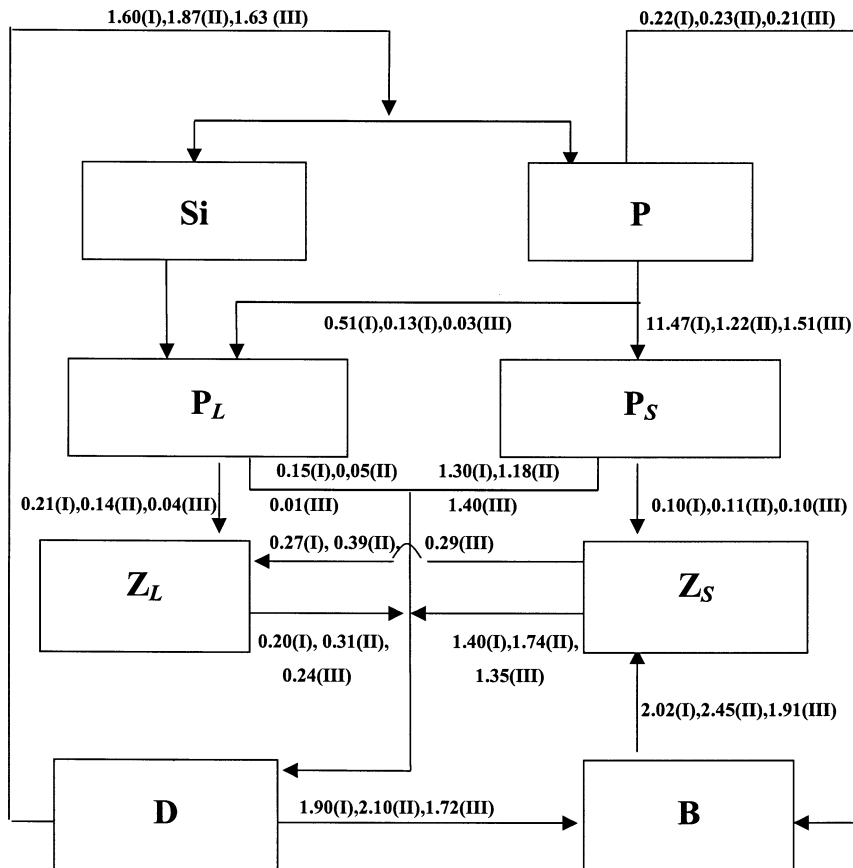 1.60(I),1.87(II),1.63 (III)
0.22(I),0.23(II),0.21(III)
Si
P
0.51(I),0.13(I),0.03(III)
11.47(I),1.22(II),1.51(III)
P_L
P_S
0.15(I),0,05(II)
1.30(I),1.18(II)
0.21(I),0.14(II),0.04(III)
0.01(III)
1.40(III)
0.10(I),0.11(II),0.10(III)
0.27(I), 0.39(II), 0.29(III)
Z_L
Z_S
0.20(I), 0.31(II),
1.40(I),1.74(II),
0.24(III)
1.35(III)
2.02(I),2.45(II),1.91(III)
D
1.90(I),2.10(II),1.72(III)
B